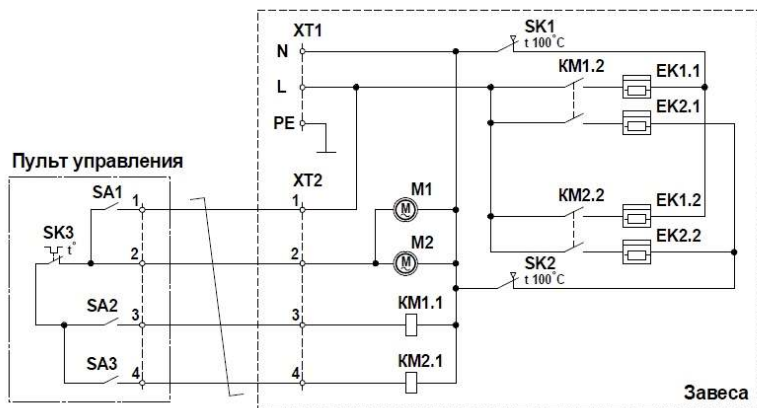 XT1
SK1
t 100°C
N
KM1.2
EK1.1
L
EK2.1
PE
Пульт управления
SA1
1
XT2
1
M1
M
KM2.2
EK1.2
SK3
t°
2
2
M2
M
EK2.2
SK2
t 100°C
SA2
3
3
KM1.1
SA3
4
4
KM2.1
Завеса